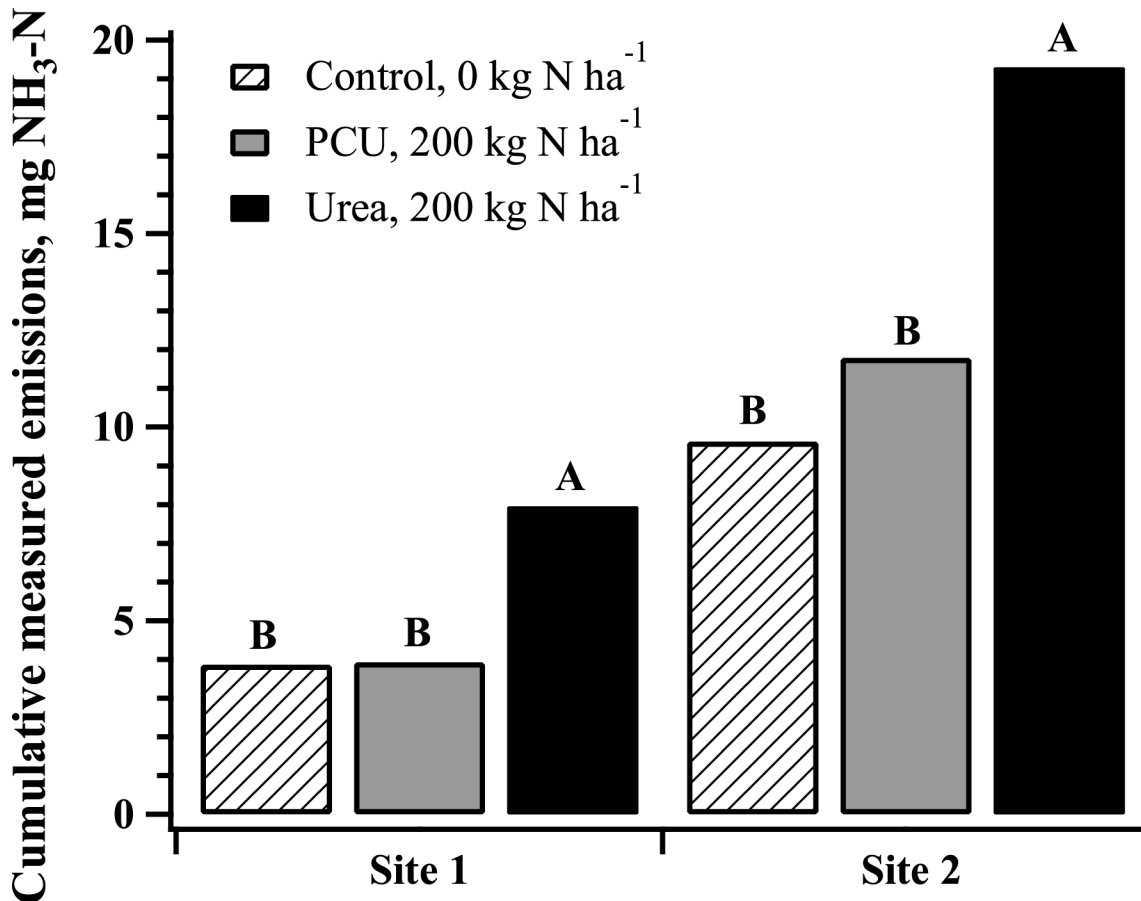 Cumulative measured emissions, mg NH₃-N
20
15
10
5
0
Control, 0 kg N ha⁻¹
PCU, 200 kg N ha⁻¹
Urea, 200 kg N ha⁻¹
B
B
A
B
B
A
Site 1
Site 2